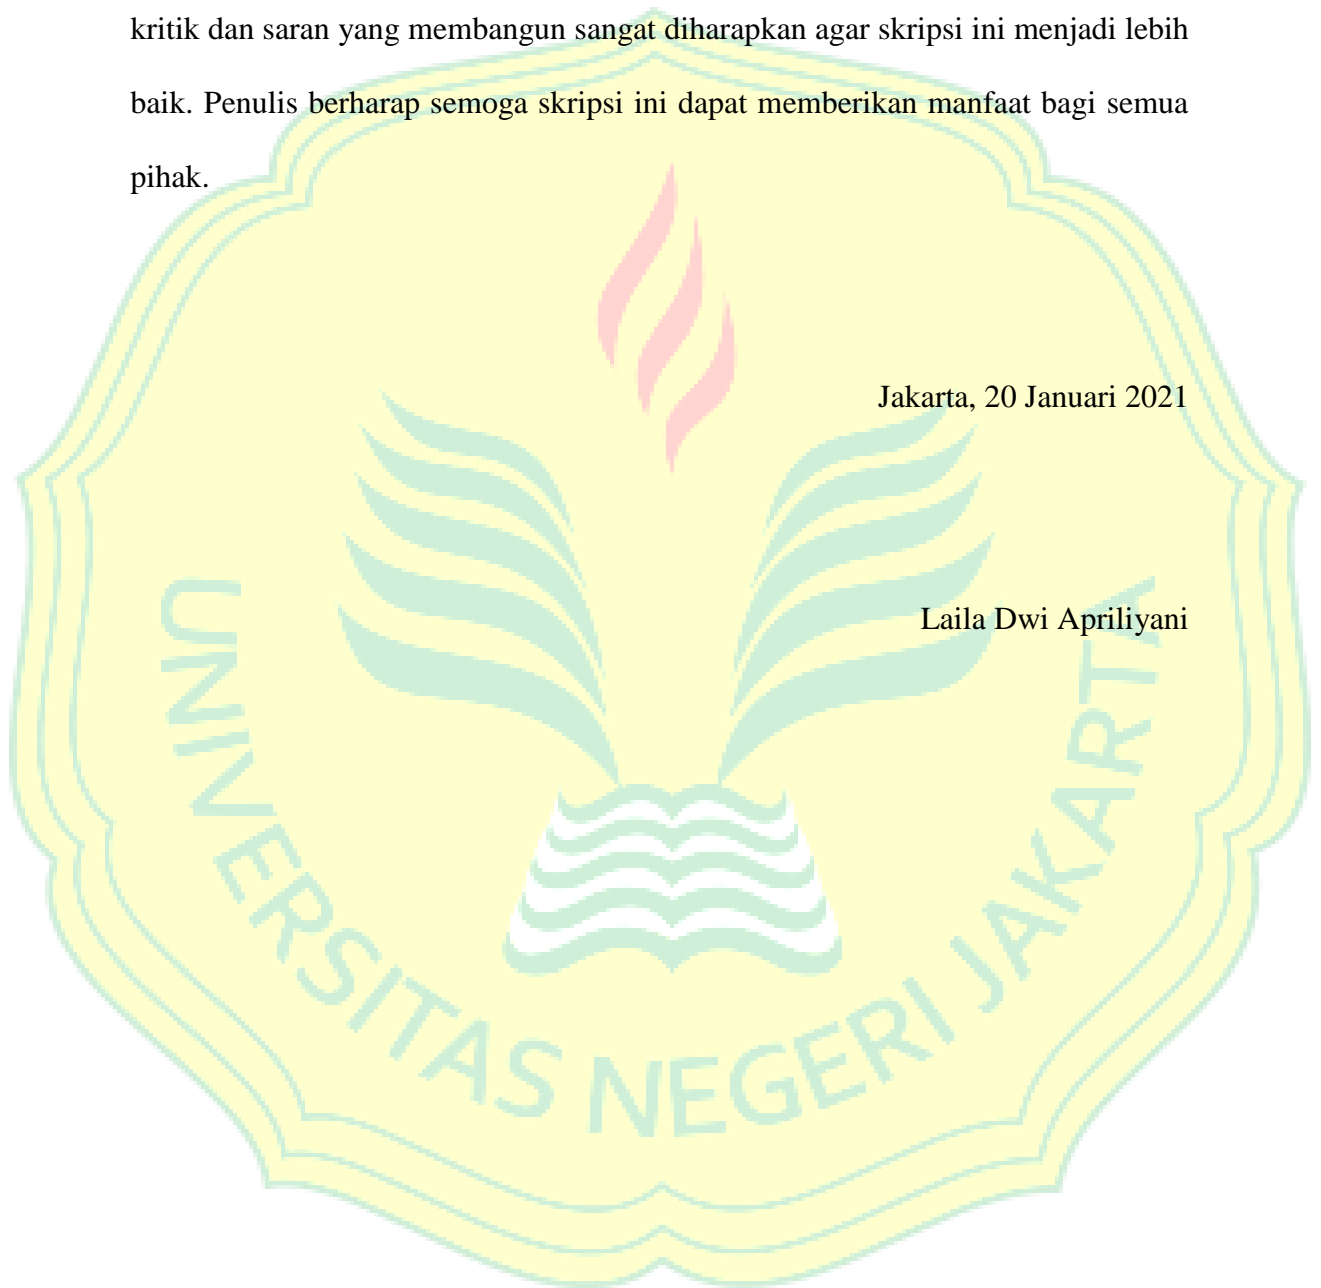 kritik dan saran yang membangun sangat diharapkan agar skripsi ini menjadi lebih
baik. Penulis berharap semoga skripsi ini dapat memberikan manfaat bagi semua
pihak.
Jakarta, 20 Januari 2021
Laila Dwi Apriliyani
UNIVERSITAS NEGERI JAKARTA